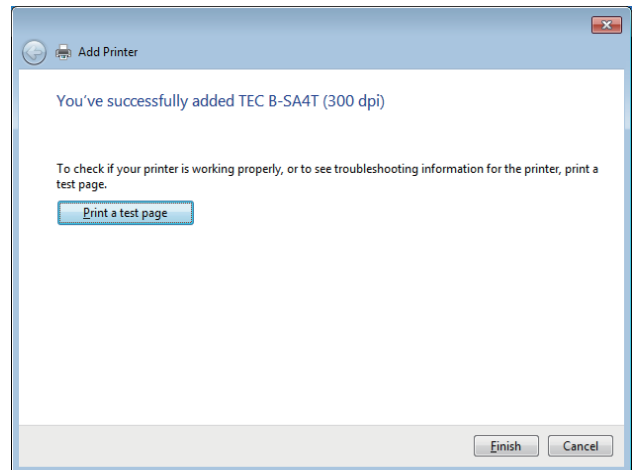 Add Printer
You've successfully added TEC B-SA4T (300 dpi)
To check if your printer is working properly, or to see troubleshooting information for the printer, print a
test page.
Print a test page
Finish Cancel